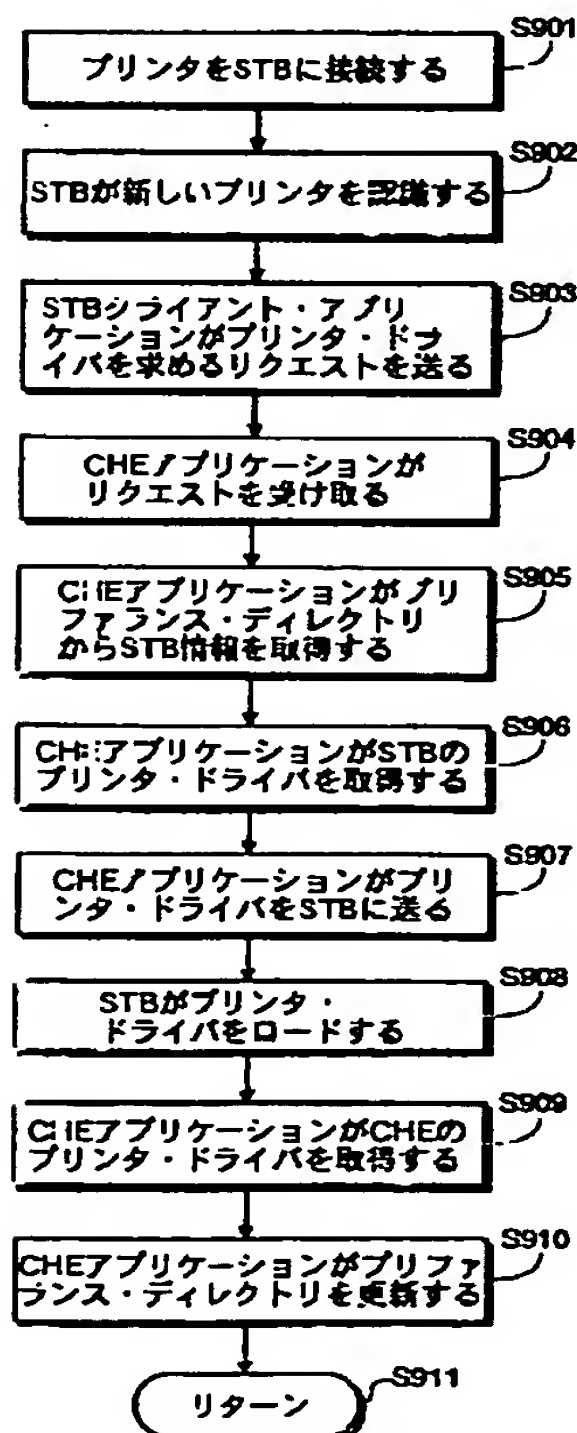 S901
プリンタをSTBに接続する
S902
STBが新しいプリンタを認識する
S903
STBクライアント・アプリ
ケーションがプリンタ・ドラ
イバを求めるリクエストを送る
S904
CHEアプリケーションが
リクエストを受け取る
S905
CHEアプリケーションがプリ
ファランス・ディレクトリ
からSTB情報を取得する
S906
CHEアプリケーションがSTBの
プリンタ・ドライバを取得する
S907
CHEアプリケーションがプリ
ンタ・ドライバをSTBに送る
S908
STBがプリンタ・
ドライバをロードする
S909
CHEアプリケーションがCHEの
プリンタ・ドライバを取得する
S910
CHEアプリケーションがプリファ
ランス・ディレクトリを更新する
S911
リターン